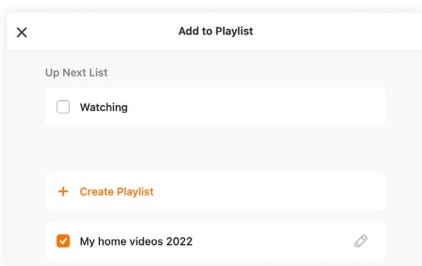 Add to Playlist
Up Next List
Watching
+ Create Playlist
My home videos 2022